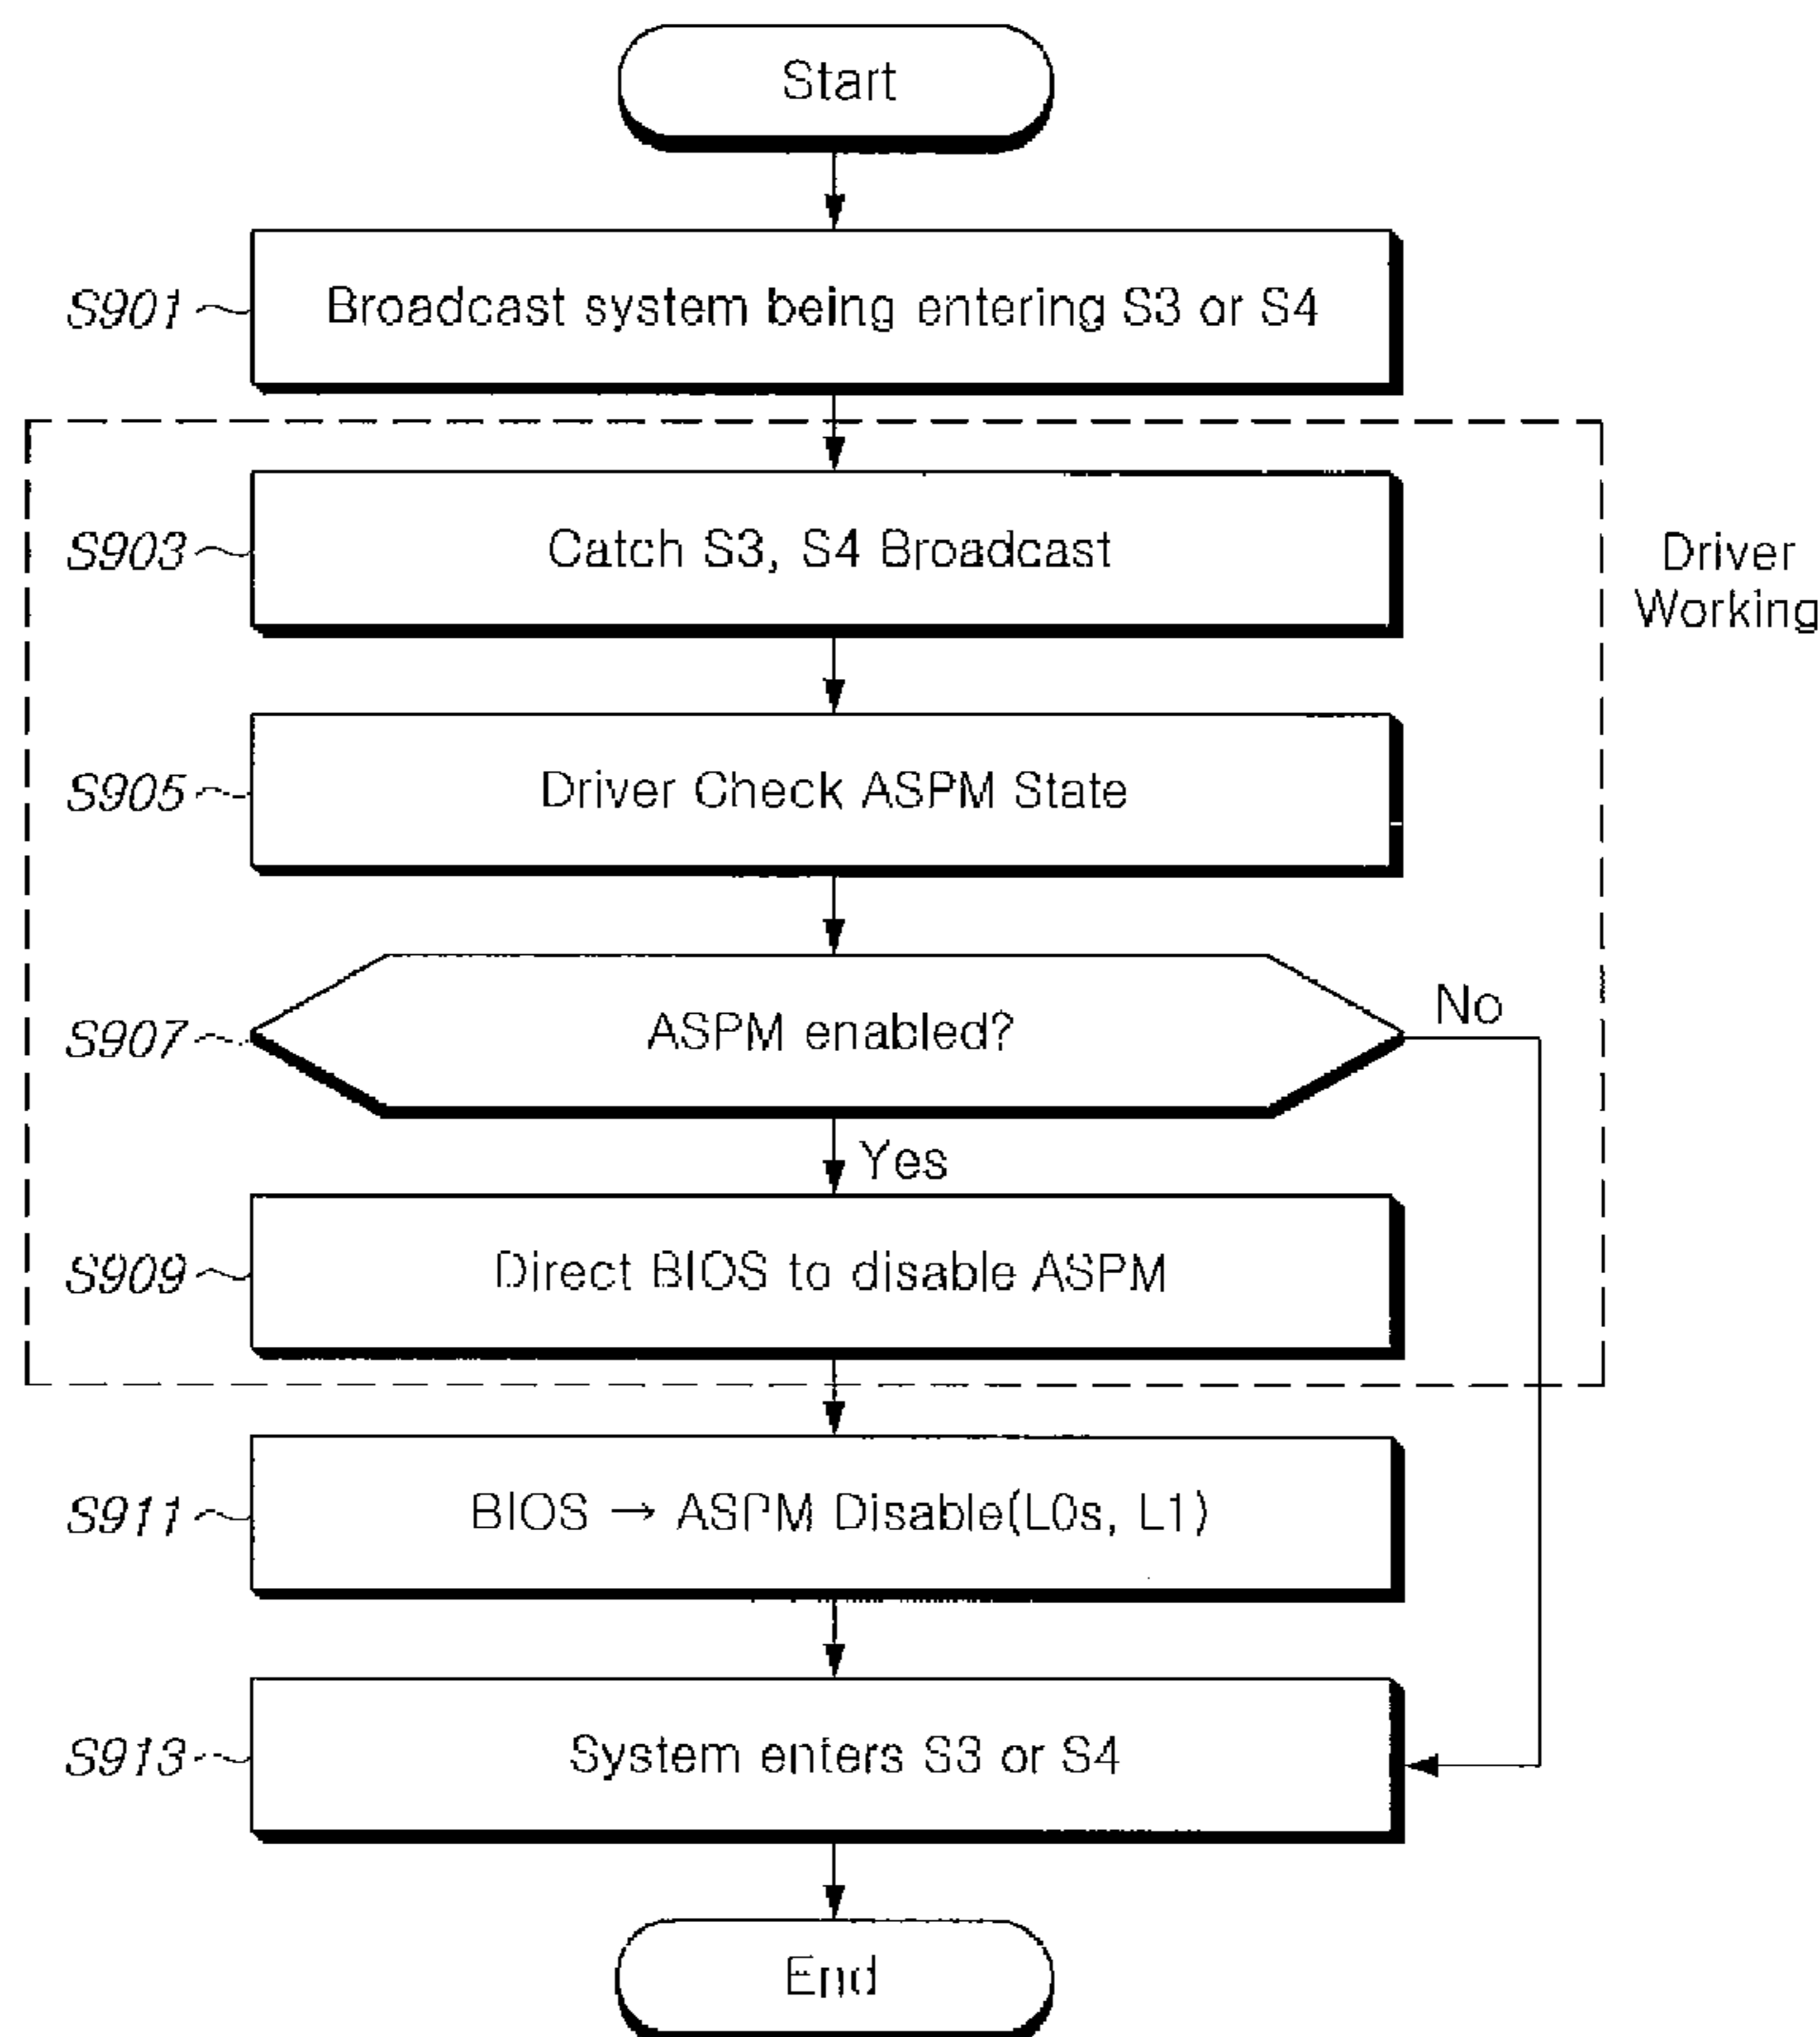 Start
S901
Broadcast system being entering S3 or S4
S903
Catch S3, S4 Broadcast
Driver
Working
S905
Driver Check ASPM State
S907
ASPM enabled?
No
Yes
S909
Direct BIOS to disable ASPM
S911
BIOS → ASPM Disable(L0s, L1)
S913
System enters S3 or S4
End